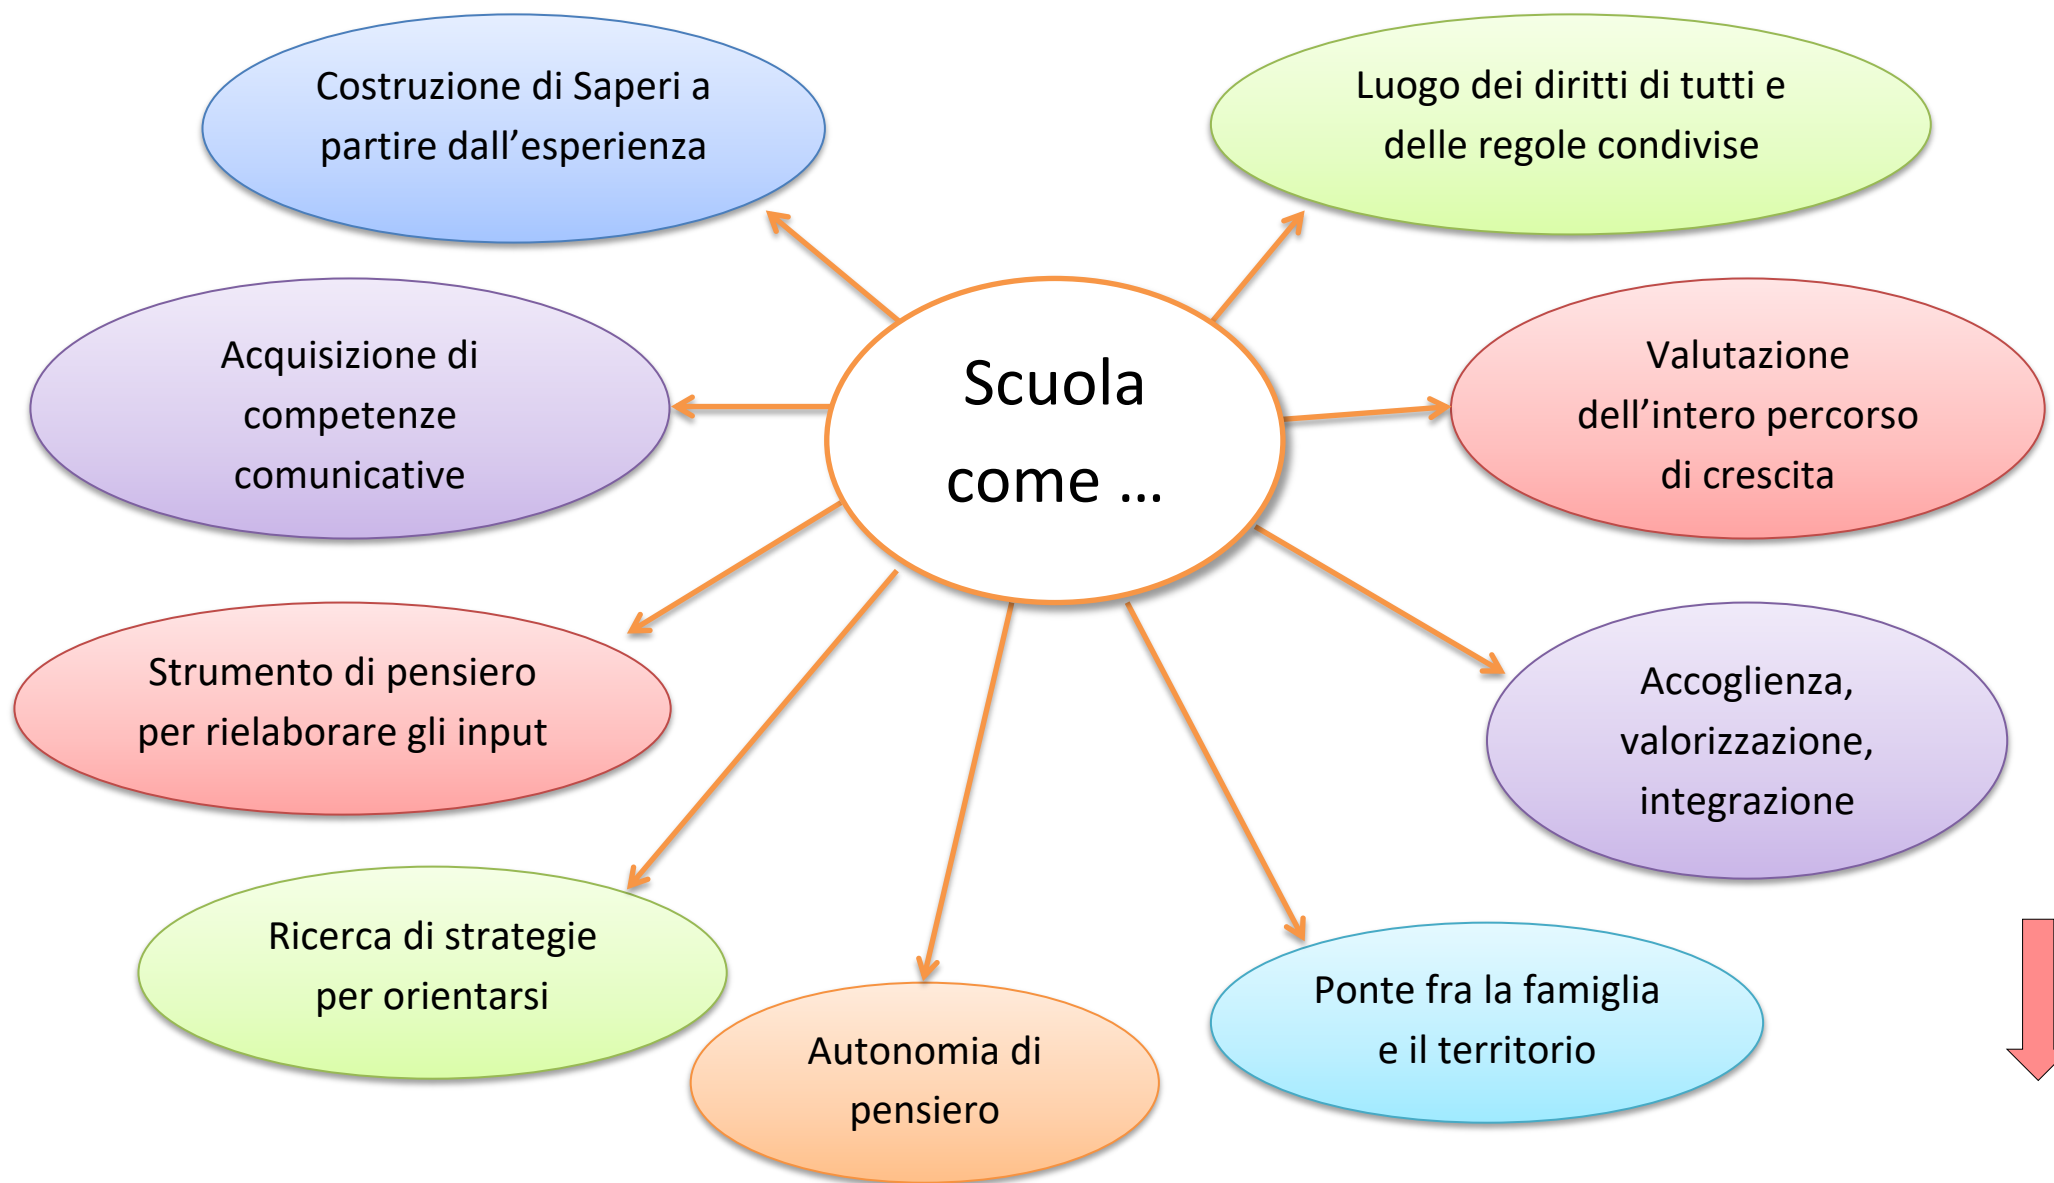 Costruzione di Saperi a
partire dall’esperienza
Luogo dei diritti di tutti e
delle regole condivise
Acquisizione di
competenze
comunicative
Scuola
come ...
Valutazione
dell’intero percorso
di crescita
Strumento di pensiero
per rielaborare gli input
Accoglienza,
valorizzazione,
integrazione
Ricerca di strategie
per orientarsi
Autonomia di
pensiero
Ponte fra la famiglia
e il territorio